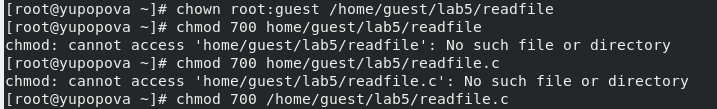 [root@yupopova ~]# chown root:guest /home/guest/lab5/readfile
[root@yupopova ~]# chmod 700 home/guest/lab5/readfile
chmod: cannot access 'home/guest/lab5/readfile': No such file or directory
[root@yupopova ~]# chmod 700 home/guest/lab5/readfile.c
chmod: cannot access 'home/guest/lab5/readfile.c': No such file or directory
[root@yupopova ~]# chmod 700 /home/guest/lab5/readfile.c